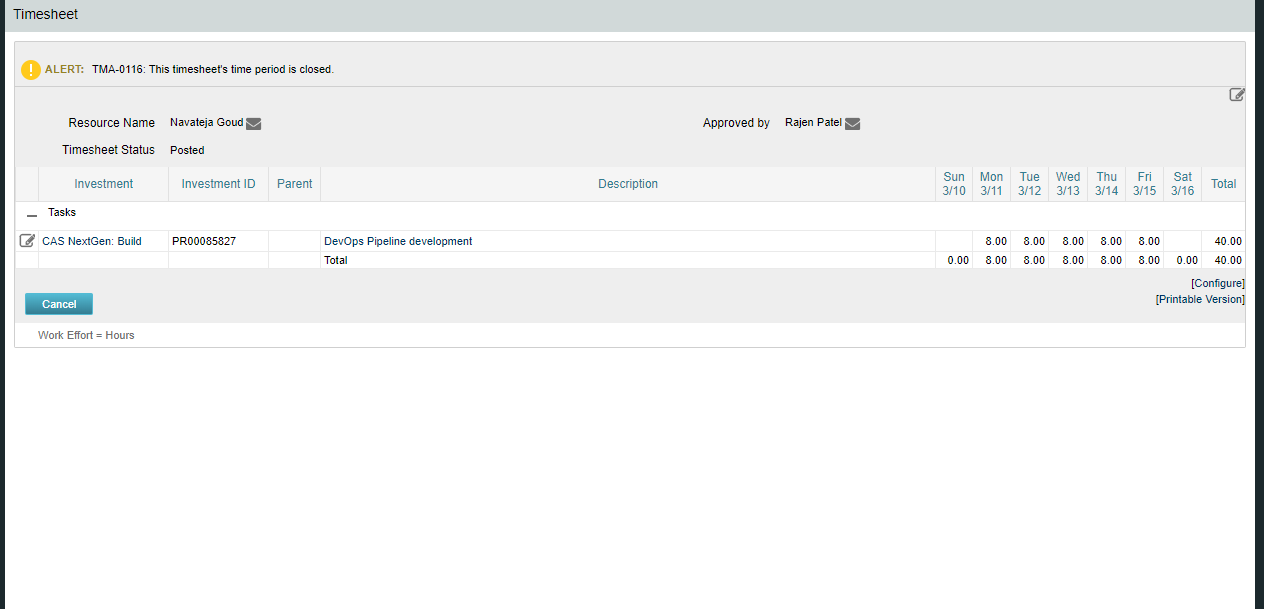 Timesheet
ALERT: TMA-0116: This timesheet's time period is closed.
Resource Name Navateja Goud Approved by Rajen Patel
Timesheet Status Posted
Investment Investment ID Parent Description Sun 3/10 Mon 3/11 Tue 3/12 Wed 3/13 Thu 3/14 Fri 3/15 Sat 3/16 Total
Tasks
CAS NextGen: Build PR00085827 DevOps Pipeline development 8.00 8.00 8.00 8.00 8.00 40.00
Total 0.00 8.00 8.00 8.00 8.00 8.00 0.00 40.00
[Configure]
Cancel
[Printable Version]
Work Effort = Hours